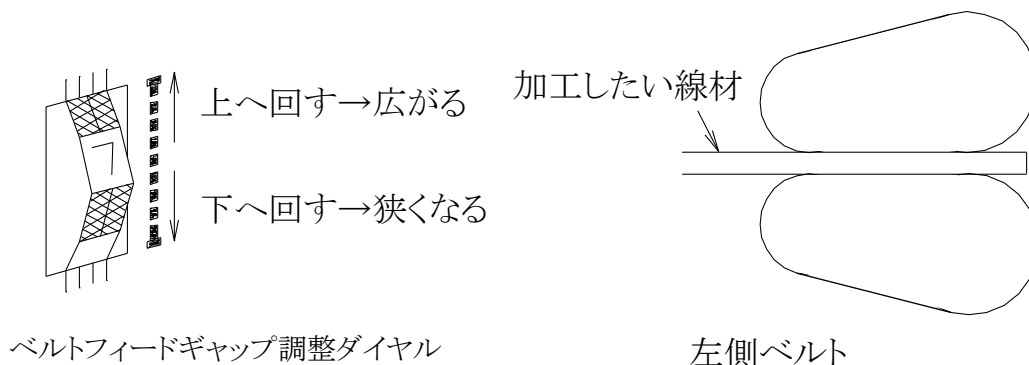 加工したい線材
上へ回す→広がる
下へ回す→狭くなる
ベルトフィードギャップ調整ダイヤル
左側ベルト